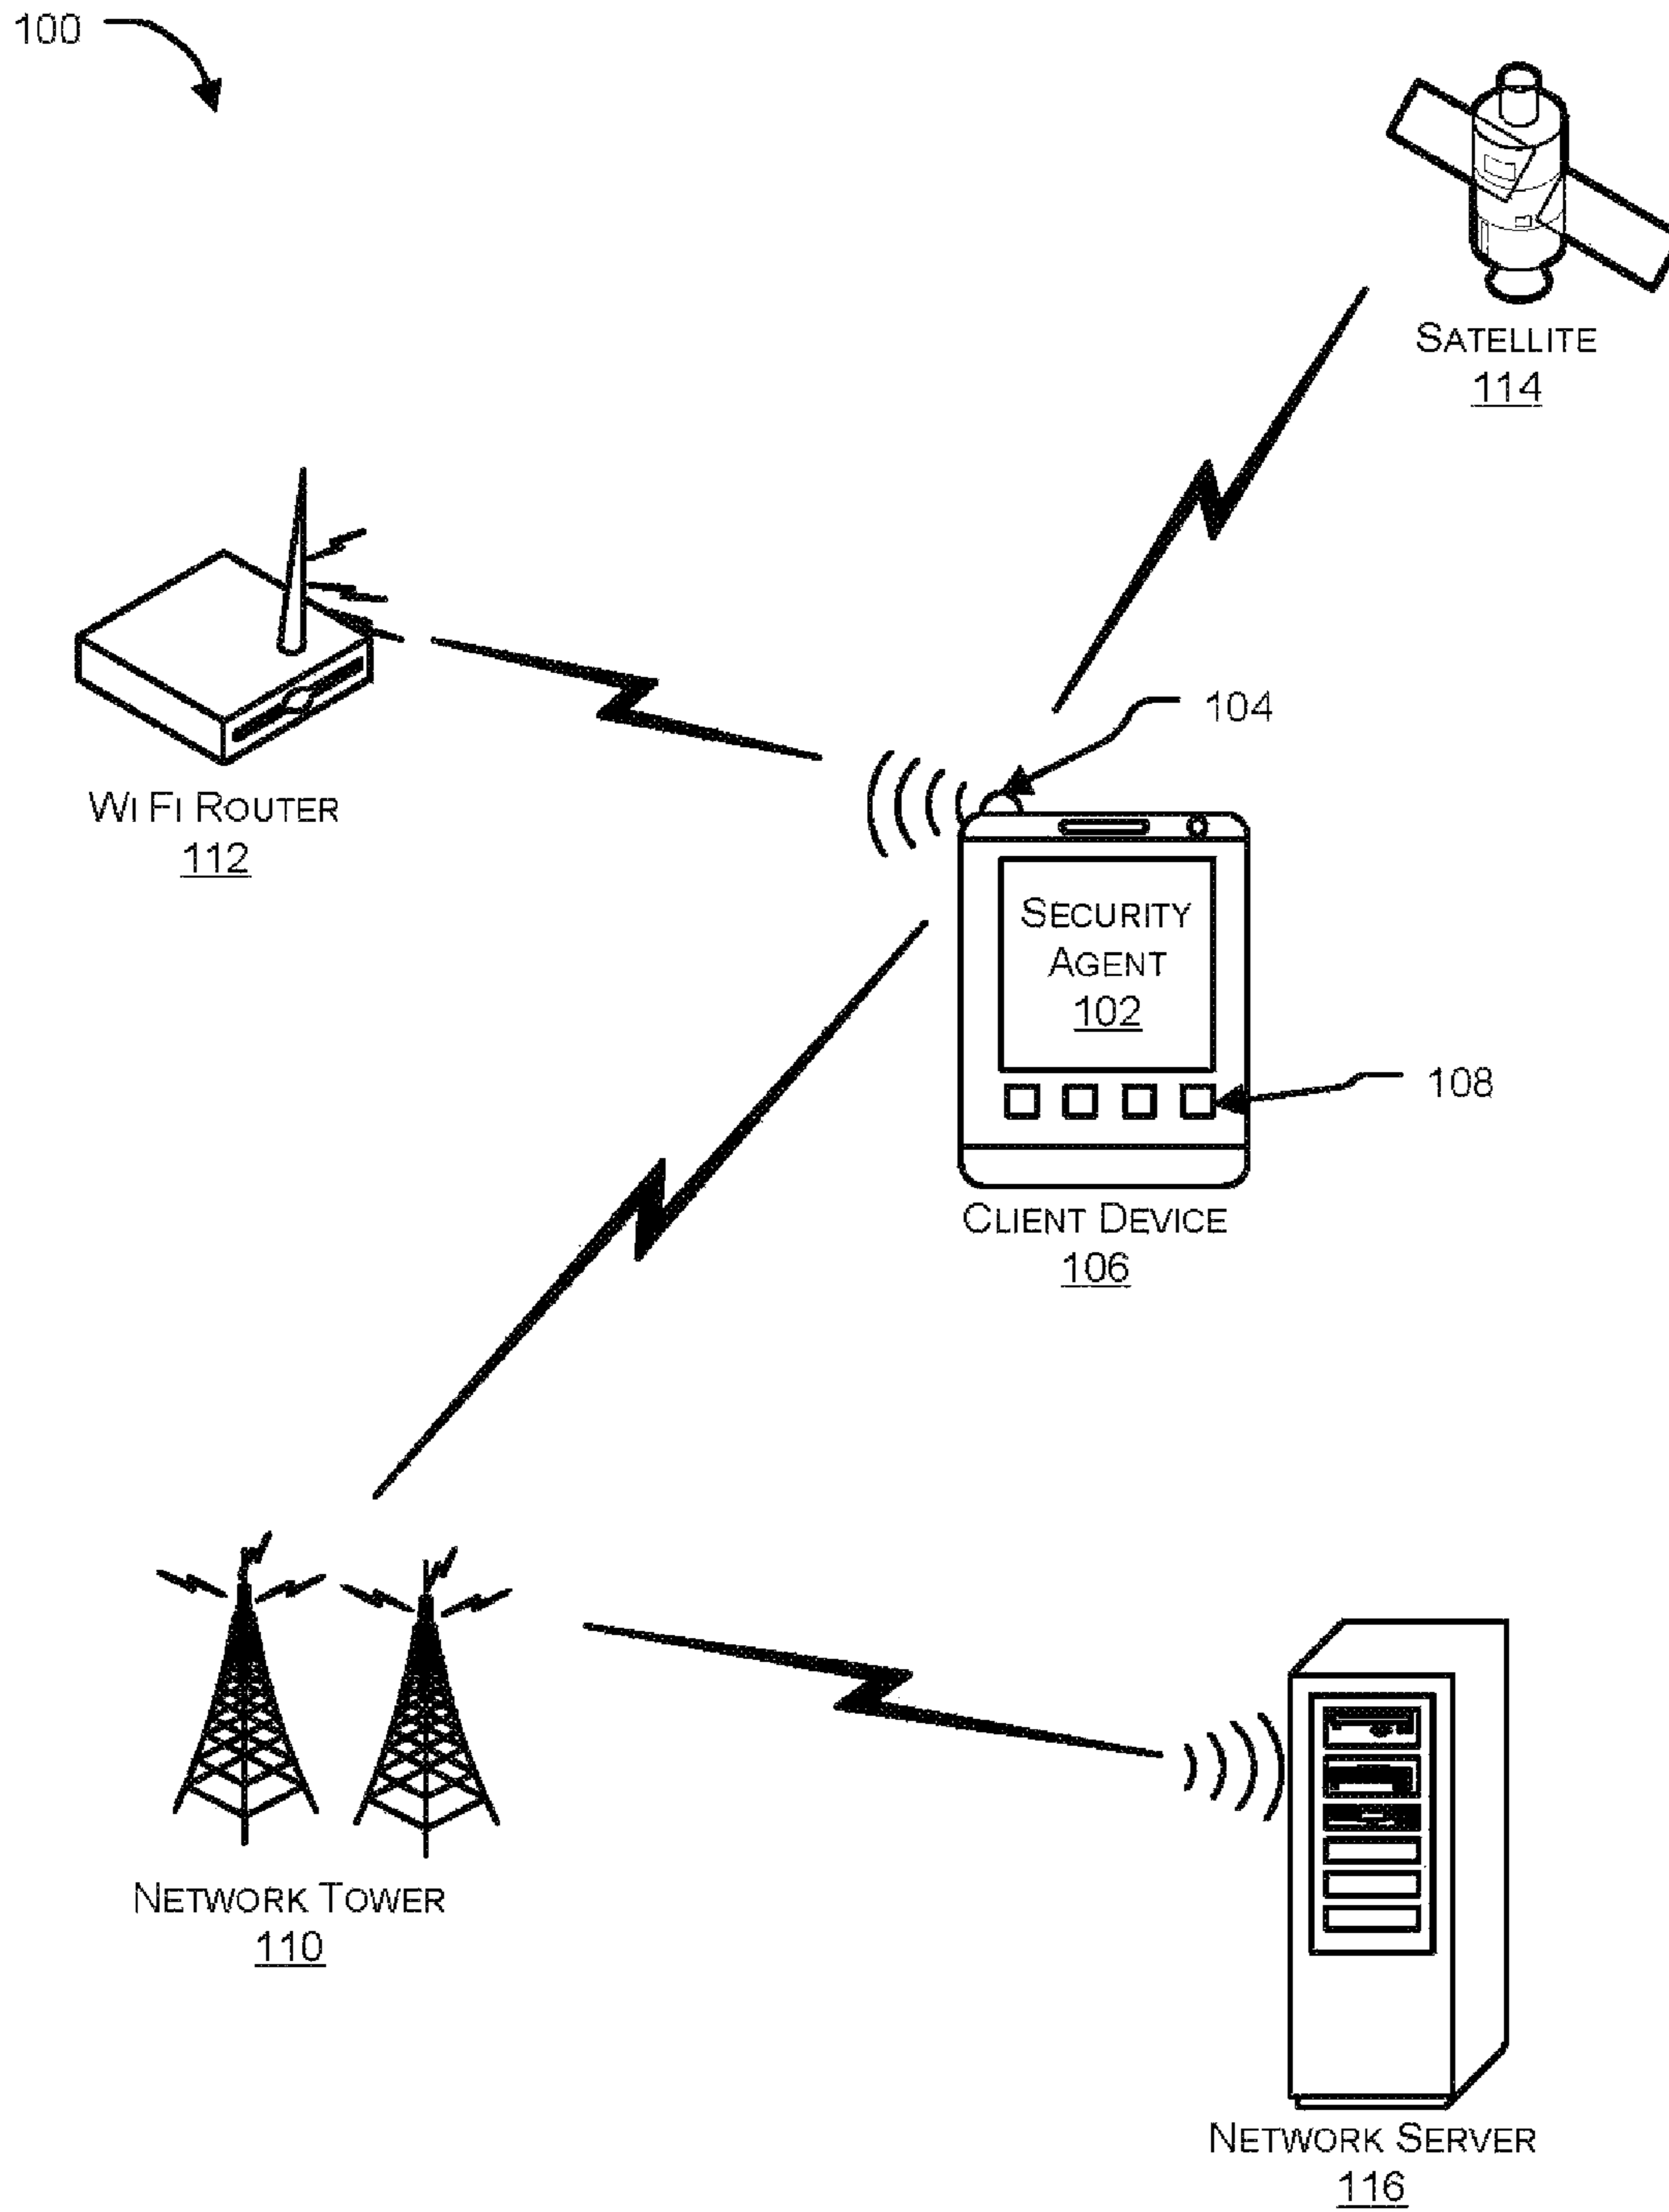 100
SATELLITE
114
WI FI ROUTER
112
104
SECURITY
AGENT
102
108
CLIENT DEVICE
106
NETWORK TOWER
110
NETWORK SERVER
116